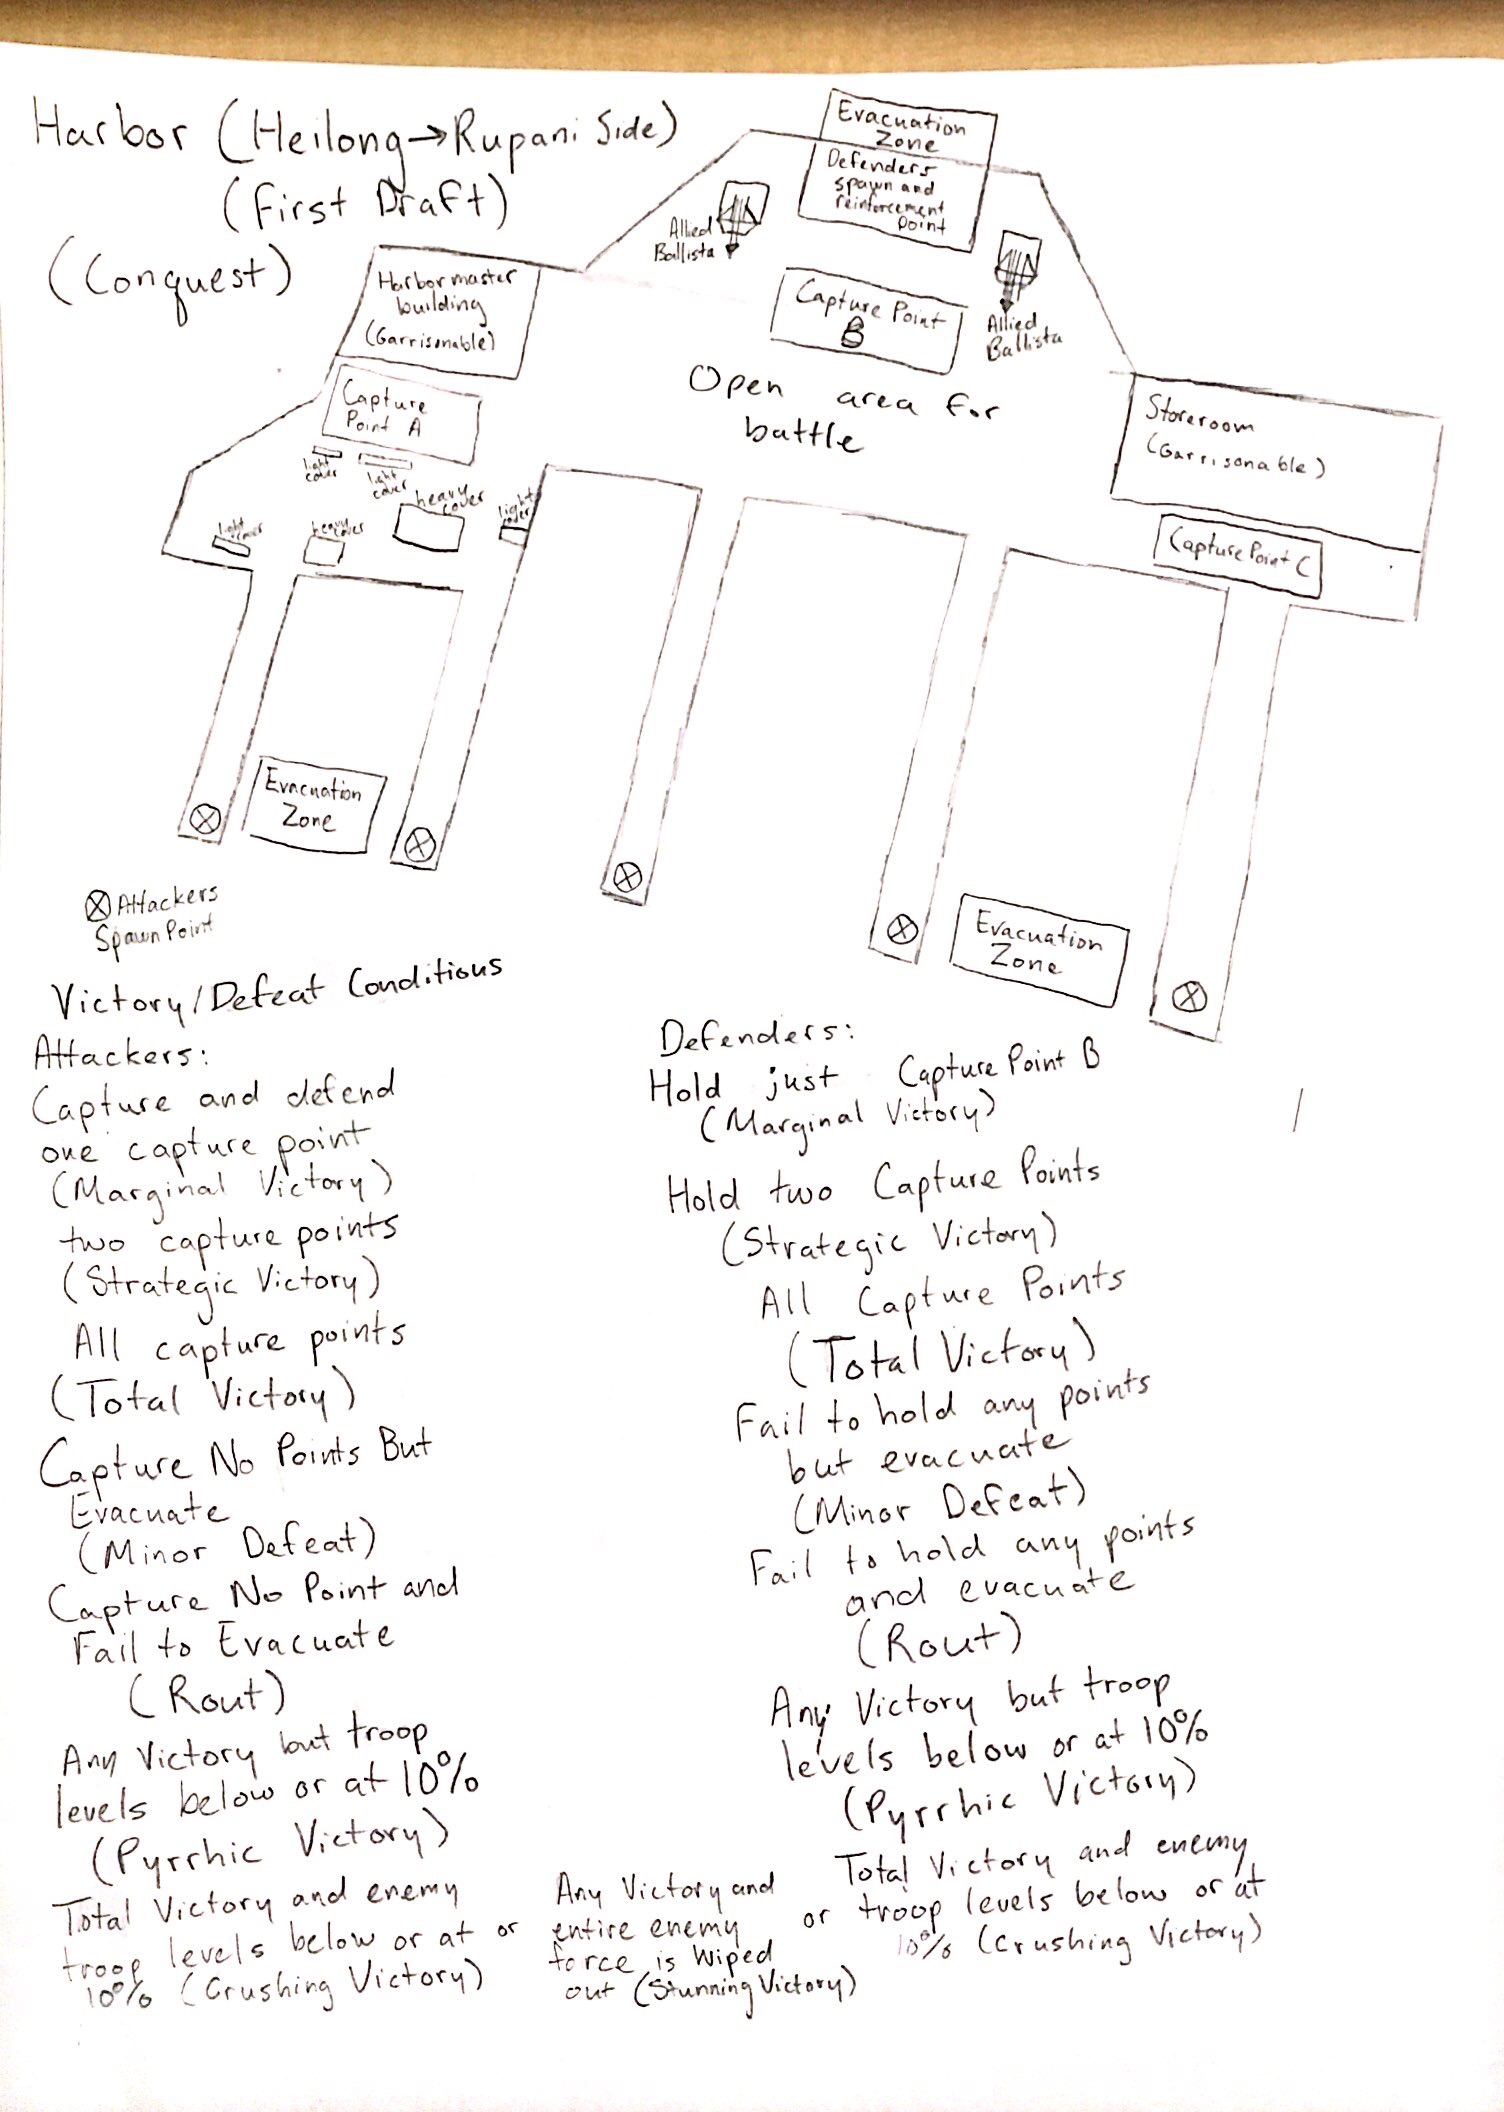 Harbor (Heilong→Rupani Side)
(First Draft)
(Conquest)
Evacuation
Zone
Defenders
spawn and
reinforcement
point
Allied
Ballista
Allied
Ballista
Harbormaster
building
(Garrisonable)
Capture Point
B
Open area for
battle
Capture
Point A
Storeroom
(Garrisonable)
Capture Point C
light
cover
light
cover
heavy
cover
light
cover
light
cover
heavy
cover
Evacuation
Zone
Evacuation
Zone
Attackers
Spawn Point
Victory/Defeat Conditions
Attackers:
Capture and defend
one capture point
(Marginal Victory)
two capture points
(Strategic Victory)
All capture points
(Total Victory)
Capture No Points But
Evacuate
(Minor Defeat)
Capture No Point and
Fail to Evacuate
(Rout)
Any Victory but troop
levels below or at 10%
(Pyrrhic Victory)
Total Victory and enemy
troop levels below or at
10% (Crushing Victory)
or
Any Victory and
entire enemy
force is Wiped
out (Stunning Victory)
Defenders:
Hold just Capture Point B
(Marginal Victory)
Hold two Capture Points
(Strategic Victory)
All Capture Points
(Total Victory)
Fail to hold any points
but evacuate
(Minor Defeat)
Fail to hold any points
and evacuate
(Rout)
Any Victory but troop
levels below or at 10%
(Pyrrhic Victory)
or
Total Victory and enemy
troop levels below or at
10% (Crushing Victory)